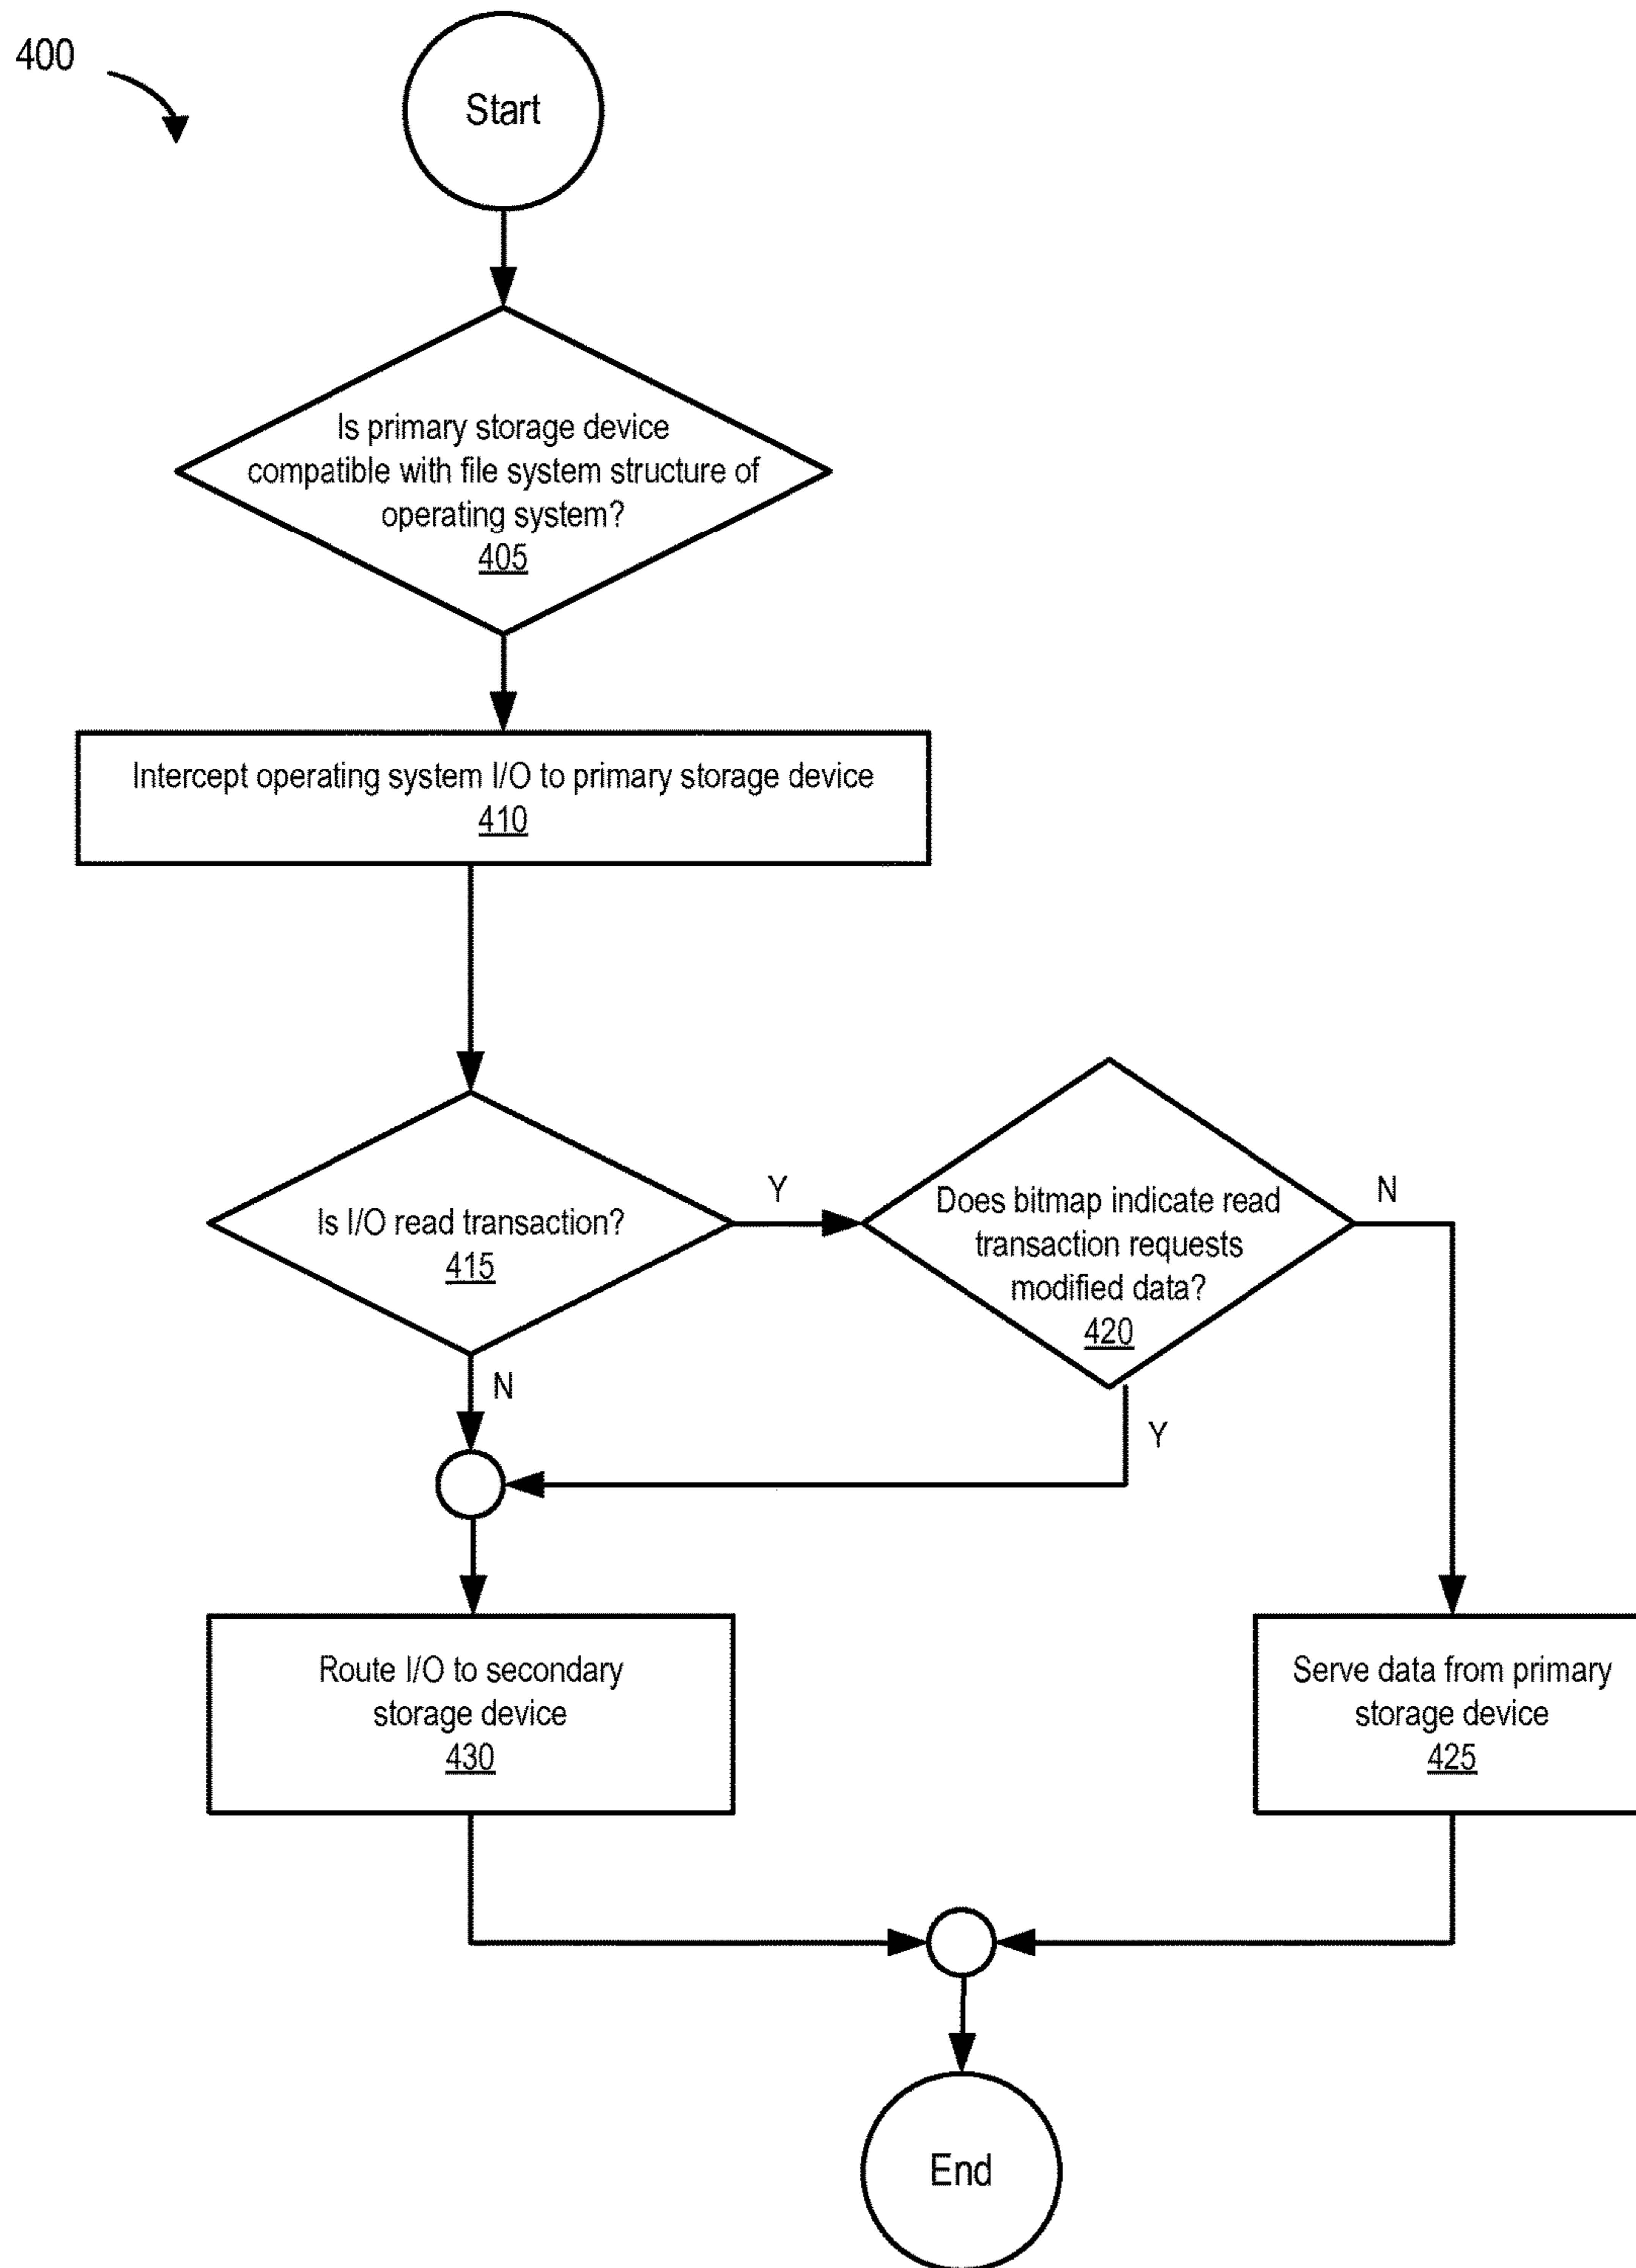 400
Start
Is primary storage device
compatible with file system structure of
operating system?
405
Intercept operating system I/O to primary storage device
410
Is I/O read transaction?
415
Y
Does bitmap indicate read
transaction requests
modified data?
420
N
N
Y
Route I/O to secondary
storage device
430
Serve data from primary
storage device
425
End